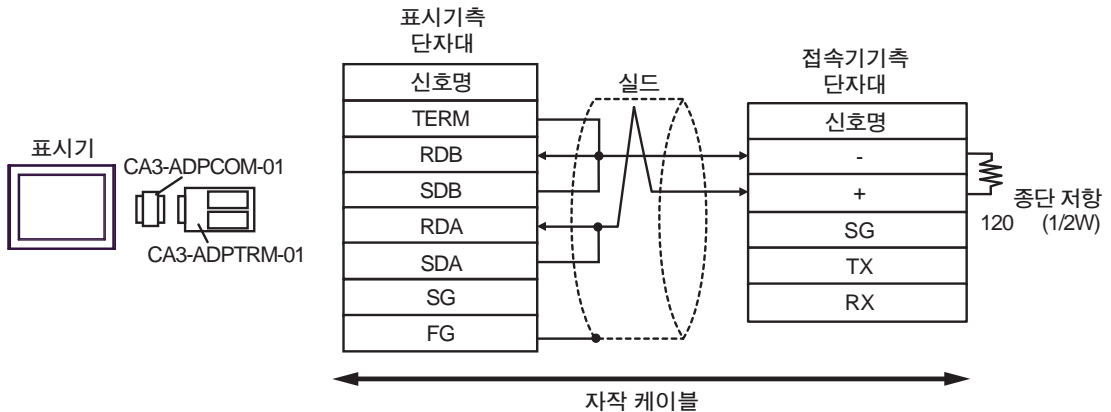 표시기
CA3-ADPCOM-01
CA3-ADPTRM-01
표시기측
단자대
신호명
TERM
RDB
SDB
RDA
SDA
SG
FG
실드
접속기기측
단자대
신호명
-
+
SG
TX
RX
종단 저항
120 (1/2W)
자작 케이블